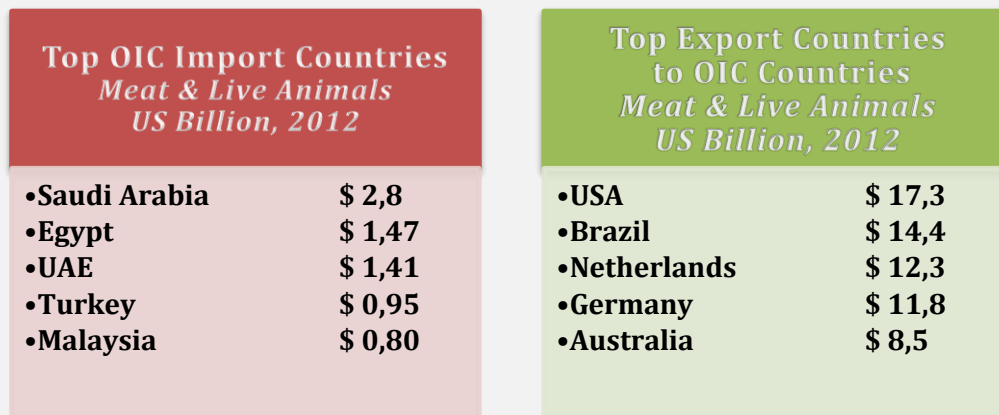 Top OIC Import Countries
Meat & Live Animals
US Billion, 2012
•Saudi Arabia $ 2,8
•Egypt $ 1,47
•UAE $ 1,41
•Turkey $ 0,95
•Malaysia $ 0,80
Top Export Countries
to OIC Countries
Meat & Live Animals
US Billion, 2012
•USA $ 17,3
•Brazil $ 14,4
•Netherlands $ 12,3
•Germany $ 11,8
•Australia $ 8,5